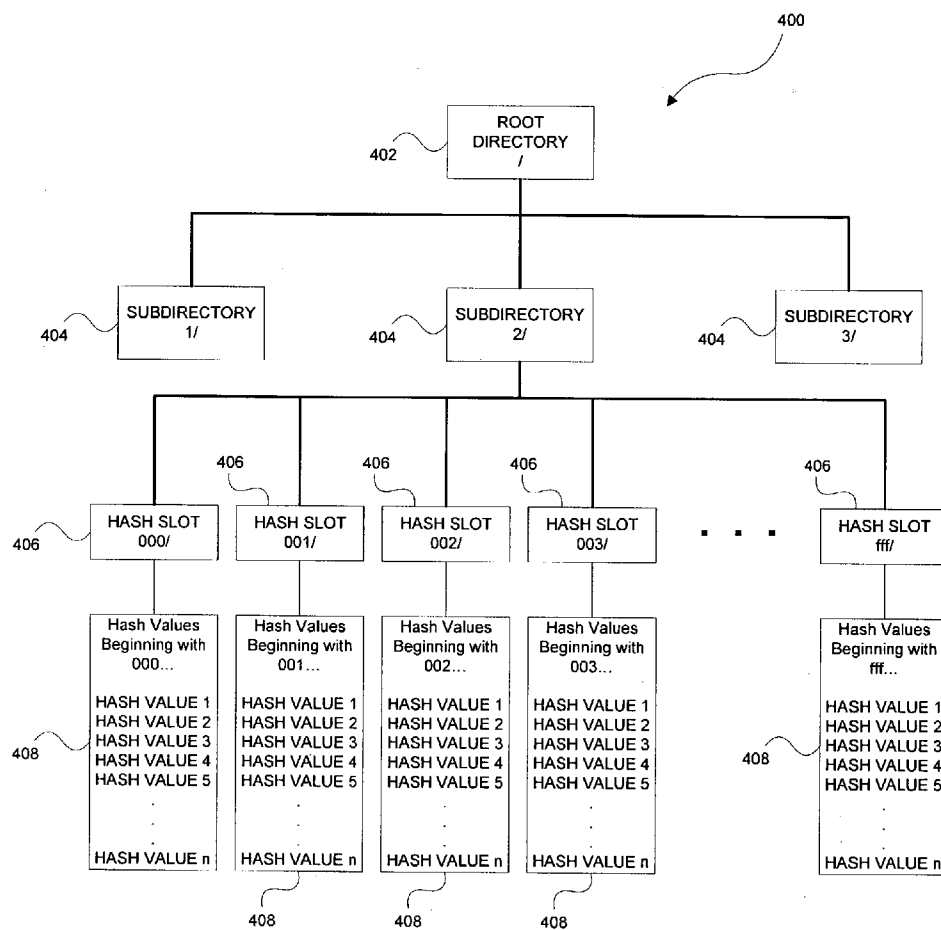 400
ROOT
DIRECTORY
/
402
SUBDIRECTORY
1/
404
SUBDIRECTORY
2/
404
SUBDIRECTORY
3/
404
406
406
406
406
HASH SLOT
000/
406
HASH SLOT
001/
HASH SLOT
002/
HASH SLOT
003/
. . .
HASH SLOT
fff/
Hash Values
Beginning with
000...
HASH VALUE 1
HASH VALUE 2
HASH VALUE 3
HASH VALUE 4
HASH VALUE 5
.
.
.
HASH VALUE n
408
Hash Values
Beginning with
001...
HASH VALUE 1
HASH VALUE 2
HASH VALUE 3
HASH VALUE 4
HASH VALUE 5
.
.
.
HASH VALUE n
408
Hash Values
Beginning with
002...
HASH VALUE 1
HASH VALUE 2
HASH VALUE 3
HASH VALUE 4
HASH VALUE 5
.
.
.
HASH VALUE n
408
Hash Values
Beginning with
003...
HASH VALUE 1
HASH VALUE 2
HASH VALUE 3
HASH VALUE 4
HASH VALUE 5
.
.
.
HASH VALUE n
408
Hash Values
Beginning with
fff...
HASH VALUE 1
HASH VALUE 2
HASH VALUE 3
HASH VALUE 4
HASH VALUE 5
.
.
.
HASH VALUE n
408